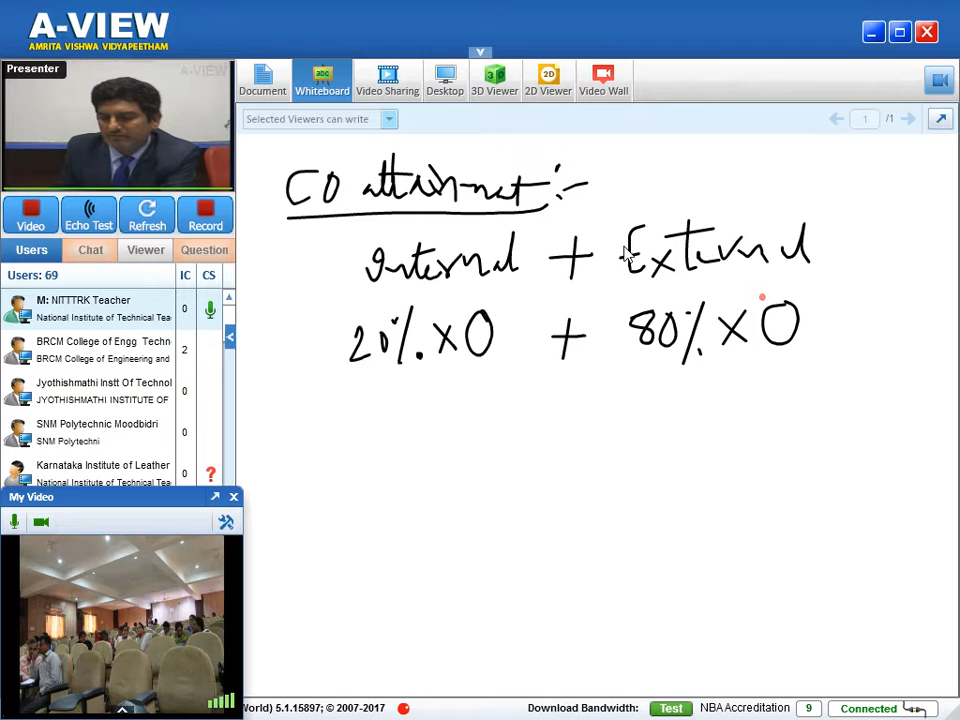 A-VIEW
AMRITA VISHWA VIDYAPEETHAM
Presenter
A-VIEW
Document
Whiteboard
Video Sharing
Desktop
3D Viewer
2D Viewer
Video Wall
Selected Viewers can write
1 /1
Video
Echo Test
Refresh
Record
Users
Chat
Viewer
Question
Users: 69
IC
CS
M: NITTTRK Teacher
National Institute of Technical Tea
0
BRCM College of Engg Techn
BRCM College of Engineering and
2
Jyothishmathi Instt Of Technol
JYOTHISHMATHI INSTITUTE OF
0
SNM Polytechnic Moodbidri
SNM Polytechni
0
Karnataka Institute of Leather
National Institute of Technical Tea
0
?
My Video
CO :-
Internal + External
20% X O + 80% X O
World) 5.1.15897; © 2007-2017
Download Bandwidth:
Test
NBA Accreditation
9
Connected